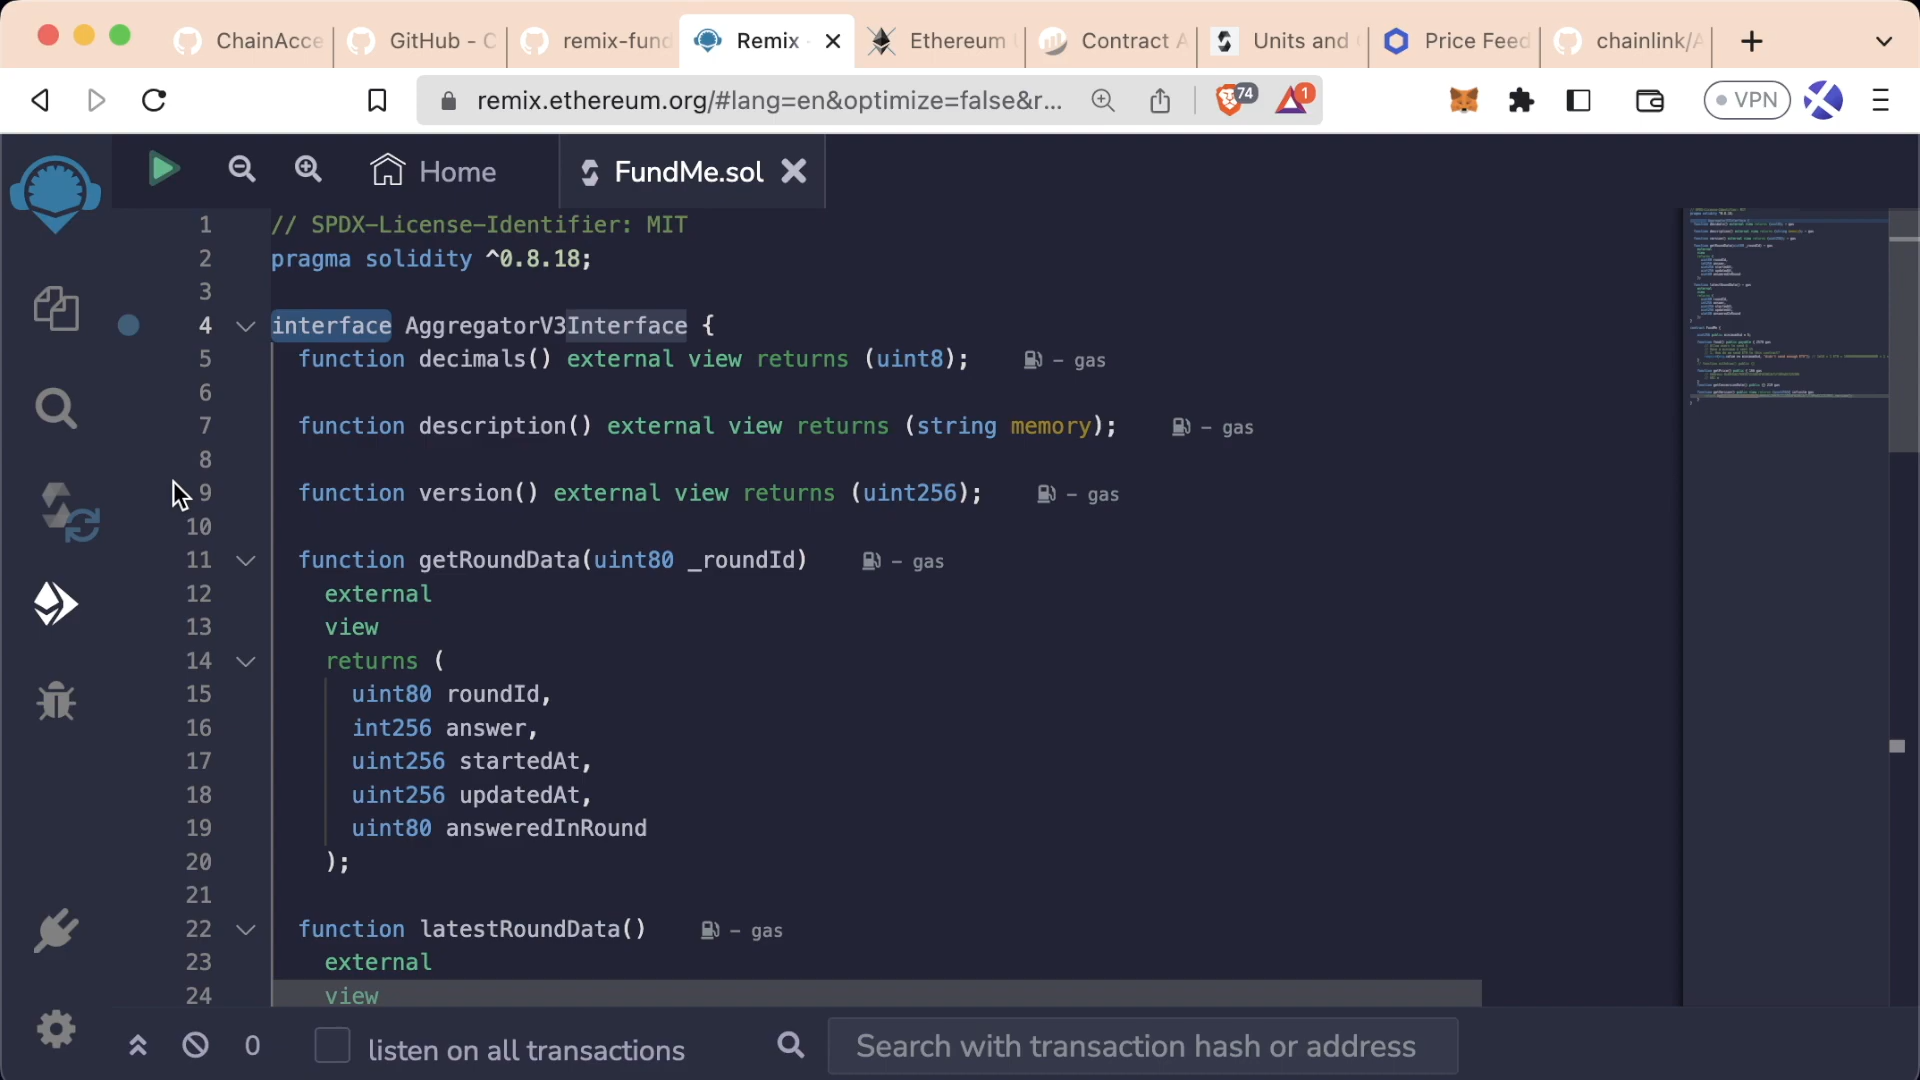 ChainAcce
GitHub - C
remix-fund
Remix
Ethereum
Contract A
Units and
Price Feed
chainlink/A
remix.ethereum.org/#lang=en&optimize=false&r...
74
1
VPN
Home
FundMe.sol
1 // SPDX-License-Identifier: MIT
2 pragma solidity ^0.8.18;
3
4 interface AggregatorV3Interface {
5 function decimals() external view returns (uint8); - gas
6
7 function description() external view returns (string memory); - gas
8
9 function version() external view returns (uint256); - gas
10
11 function getRoundData(uint80 _roundId) - gas
12 external
13 view
14 returns (
15 uint80 roundId,
16 int256 answer,
17 uint256 startedAt,
18 uint256 updatedAt,
19 uint80 answeredInRound
20 );
21
22 function latestRoundData() - gas
23 external
24 view
0
listen on all transactions
Search with transaction hash or address